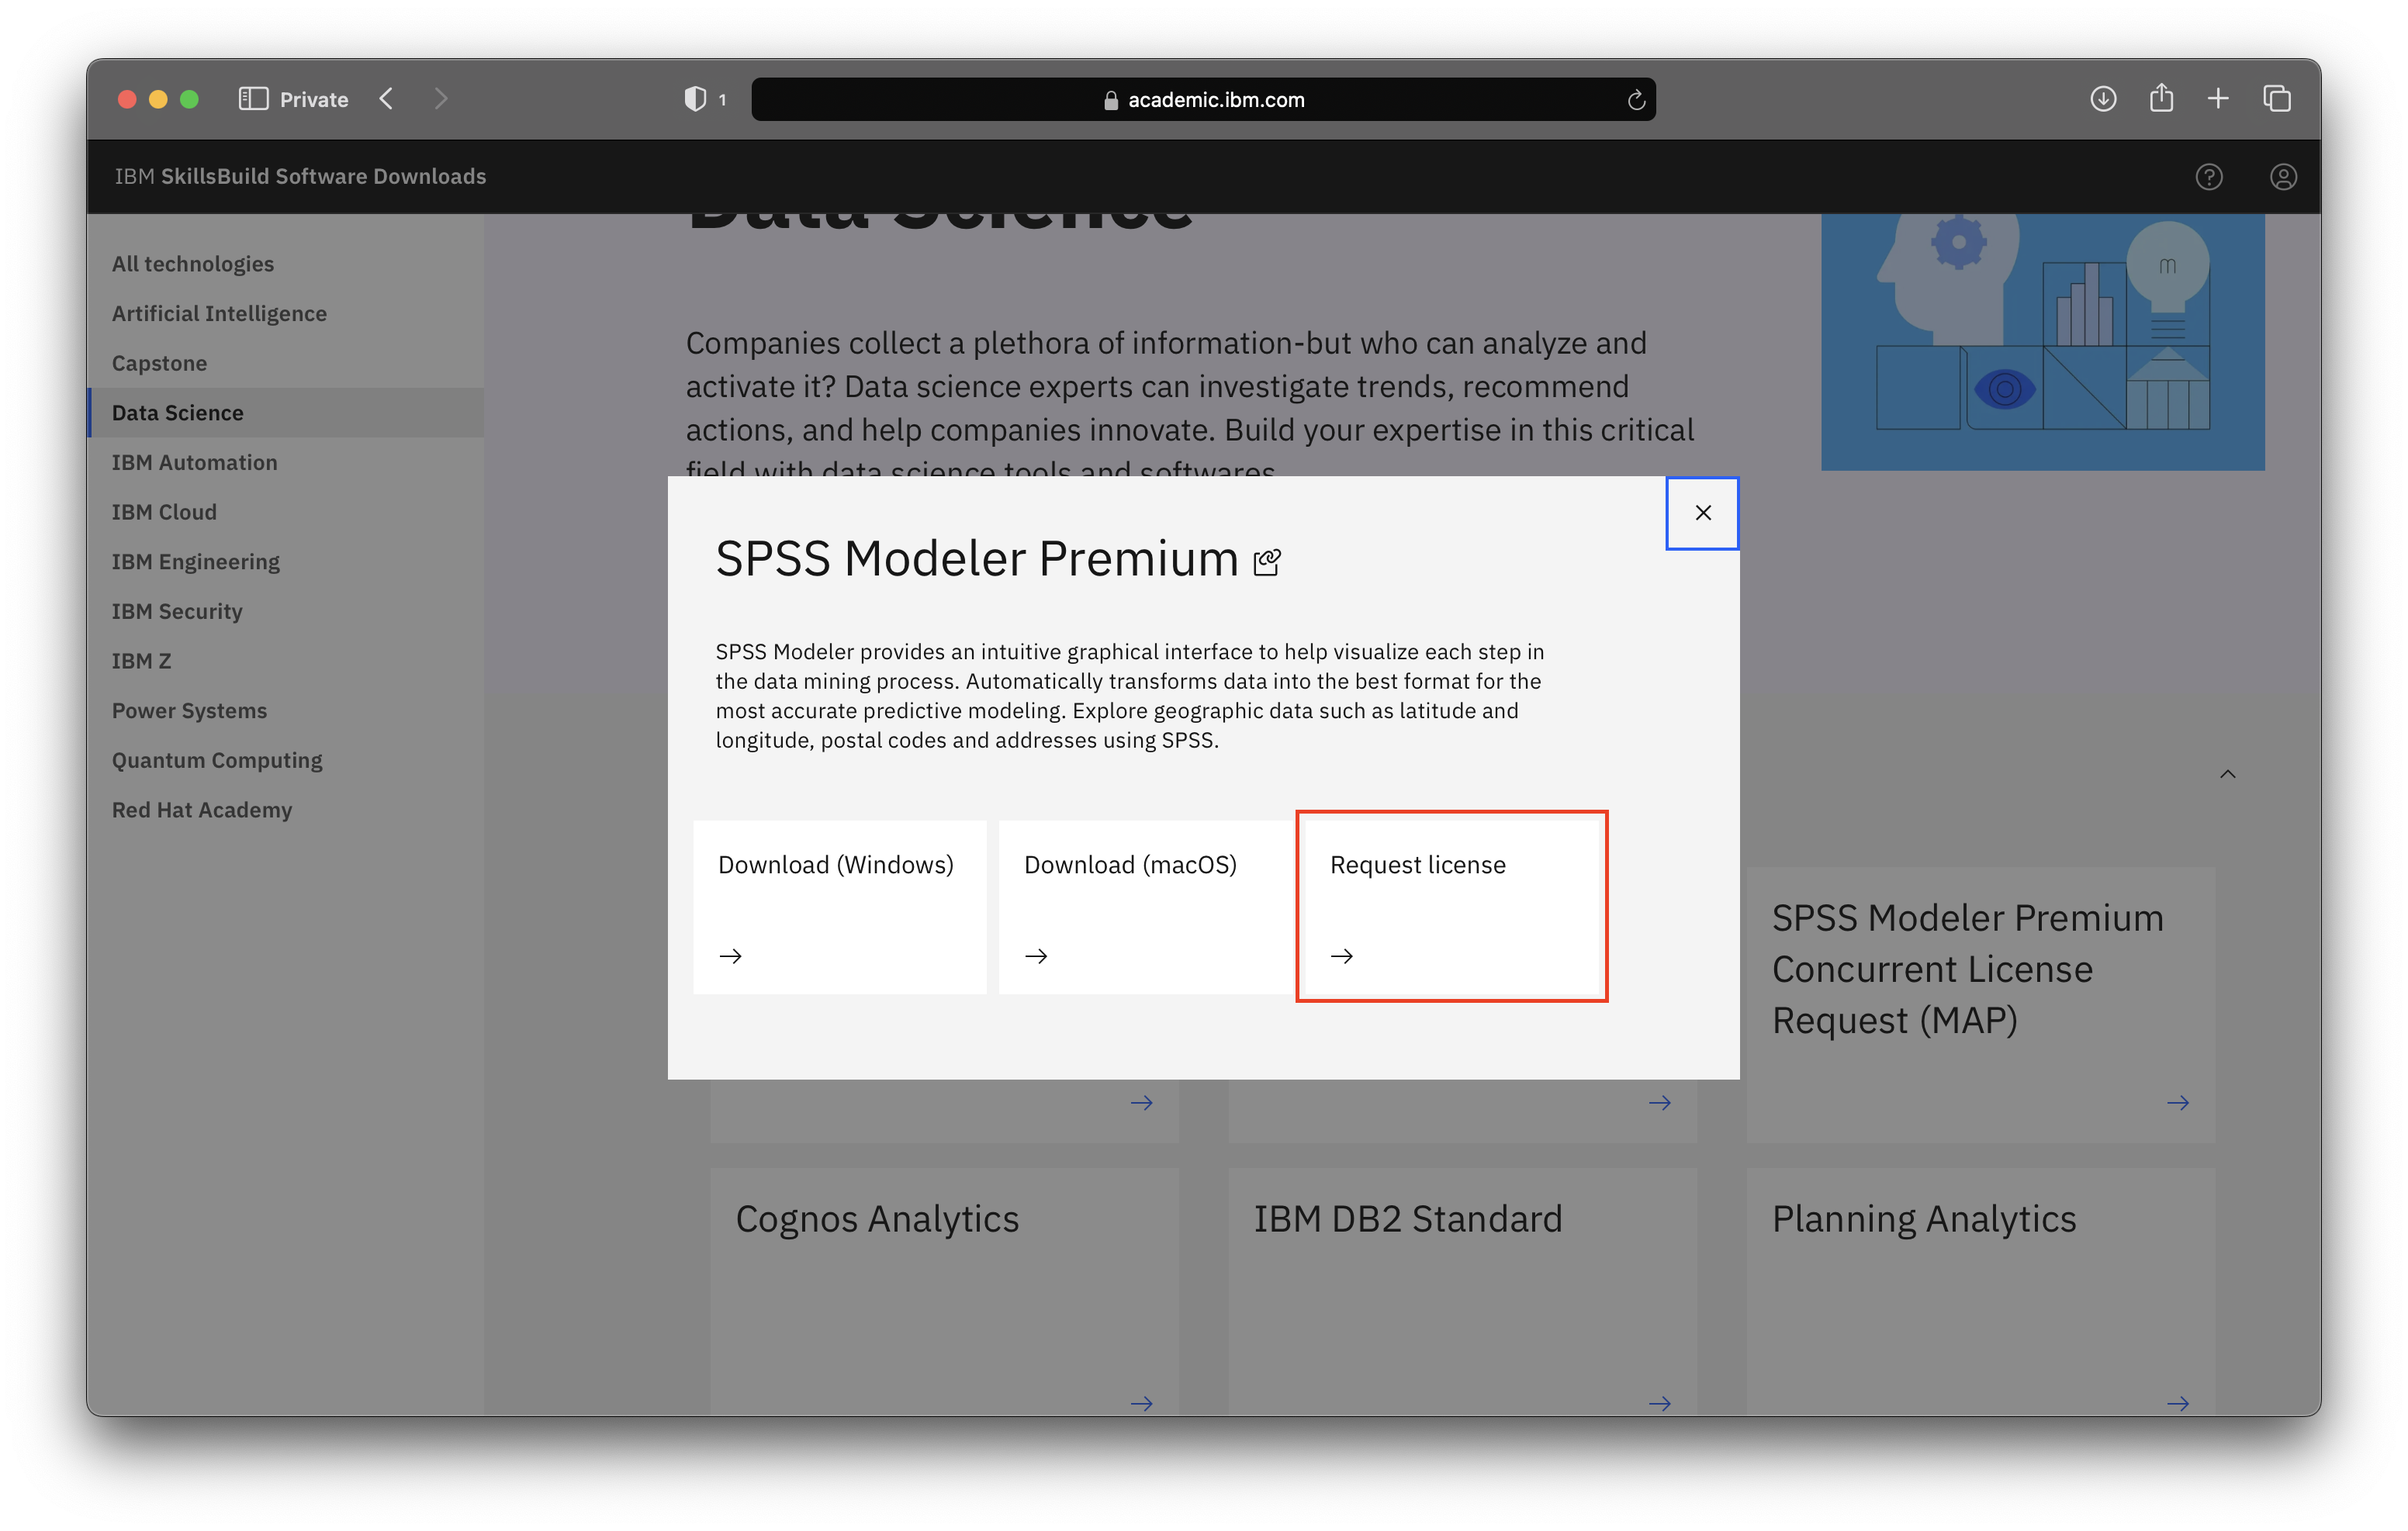 Private
1
academic.ibm.com
IBM SkillsBuild Software Downloads
All technologies
Artificial Intelligence
Capstone
Data Science
IBM Automation
IBM Cloud
IBM Engineering
IBM Security
IBM Z
Power Systems
Quantum Computing
Red Hat Academy
Data Science
Companies collect a plethora of information-but who can analyze and
activate it? Data science experts can investigate trends, recommend
actions, and help companies innovate. Build your expertise in this critical
field with data science tools and softwares
m
SPSS Modeler Premium
SPSS Modeler provides an intuitive graphical interface to help visualize each step in
the data mining process. Automatically transforms data into the best format for the
most accurate predictive modeling. Explore geographic data such as latitude and
longitude, postal codes and addresses using SPSS.
Download (Windows)
Download (macOS)
Request license
SPSS Modeler Premium
Concurrent License
Request (MAP)
Cognos Analytics
IBM DB2 Standard
Planning Analytics